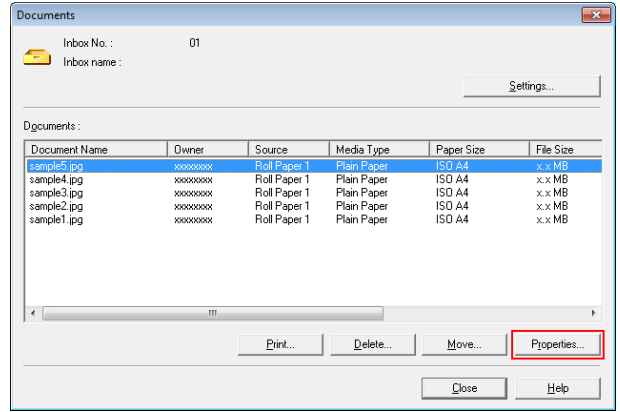 Documents
Inbox No. : 01
Inbox name :
Settings...
Documents :
Document Name Owner Source Media Type Paper Size File Size
sample5.jpg xxxxxxxx Roll Paper 1 Plain Paper ISO A4 x.x MB
sample4.jpg xxxxxxxx Roll Paper 1 Plain Paper ISO A4 x.x MB
sample3.jpg xxxxxxxx Roll Paper 1 Plain Paper ISO A4 x.x MB
sample2.jpg xxxxxxxx Roll Paper 1 Plain Paper ISO A4 x.x MB
sample1.jpg xxxxxxxx Roll Paper 1 Plain Paper ISO A4 x.x MB
Print... Delete... Move... Properties...
Close Help